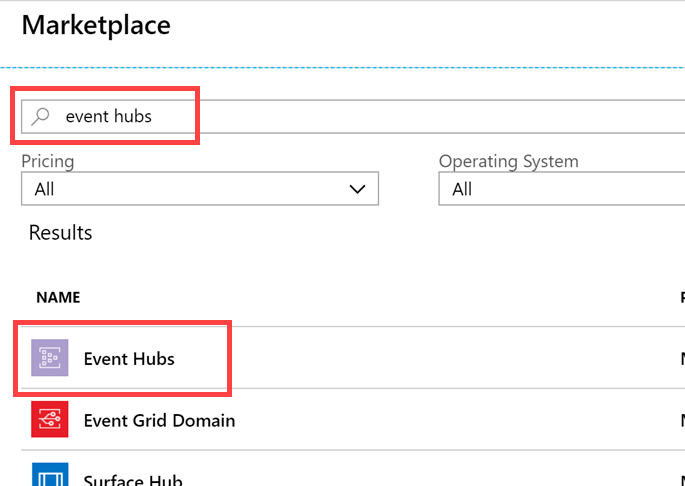 Marketplace
event hubs
Pricing
Operating System
All
All
Results
NAME
Event Hubs
Event Grid Domain
Surface Hub